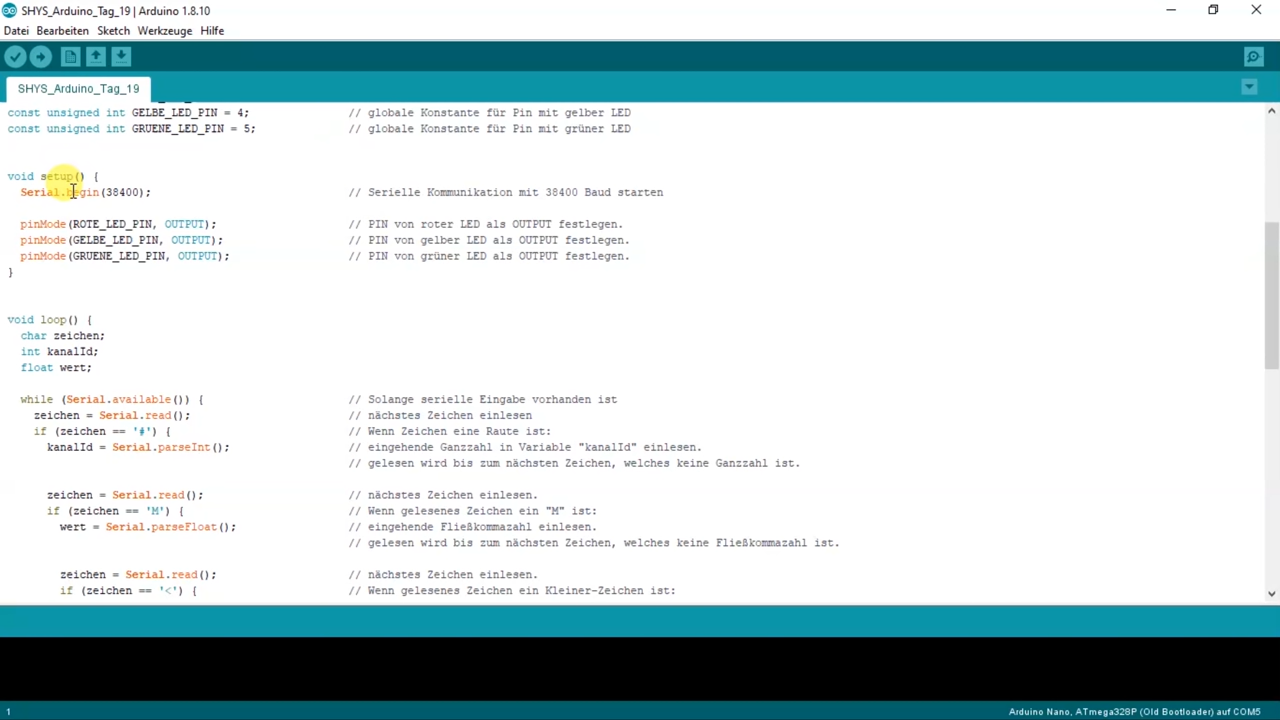 SHYS_Arduino_Tag_19 | Arduino 1.8.10
Datei Bearbeiten Sketch Werkzeuge Hilfe
SHYS_Arduino_Tag_19
const unsigned int GELBE_LED_PIN = 4; // globale Konstante für Pin mit gelber LED
const unsigned int GRUENE_LED_PIN = 5; // globale Konstante für Pin mit grüner LED
void setup() {
Serial.begin(38400); // Serielle Kommunikation mit 38400 Baud starten
pinMode(ROTE_LED_PIN, OUTPUT); // PIN von roter LED als OUTPUT festlegen.
pinMode(GELBE_LED_PIN, OUTPUT); // PIN von gelber LED als OUTPUT festlegen.
pinMode(GRUENE_LED_PIN, OUTPUT); // PIN von grüner LED als OUTPUT festlegen.
}
void loop() {
char zeichen;
int kanalId;
float wert;
while (Serial.available()) { // Solange serielle Eingabe vorhanden ist
zeichen = Serial.read(); // nächstes Zeichen einlesen
if (zeichen == '#') { // Wenn Zeichen eine Raute ist:
kanalId = Serial.parseInt(); // eingehende Ganzzahl in Variable "kanalId" einlesen.
// gelesen wird bis zum nächsten Zeichen, welches keine Ganzzahl ist.
zeichen = Serial.read(); // nächstes Zeichen einlesen.
if (zeichen == 'M') { // Wenn gelesenes Zeichen ein "M" ist:
wert = Serial.parseFloat(); // eingehende Fließkommazahl einlesen.
// gelesen wird bis zum nächsten Zeichen, welches keine Fließkommazahl ist.
zeichen = Serial.read(); // nächstes Zeichen einlesen.
if (zeichen == '<') { // Wenn gelesenes Zeichen ein Kleiner-Zeichen ist:
1 Arduino Nano, ATmega328P (Old Bootloader) auf COM5